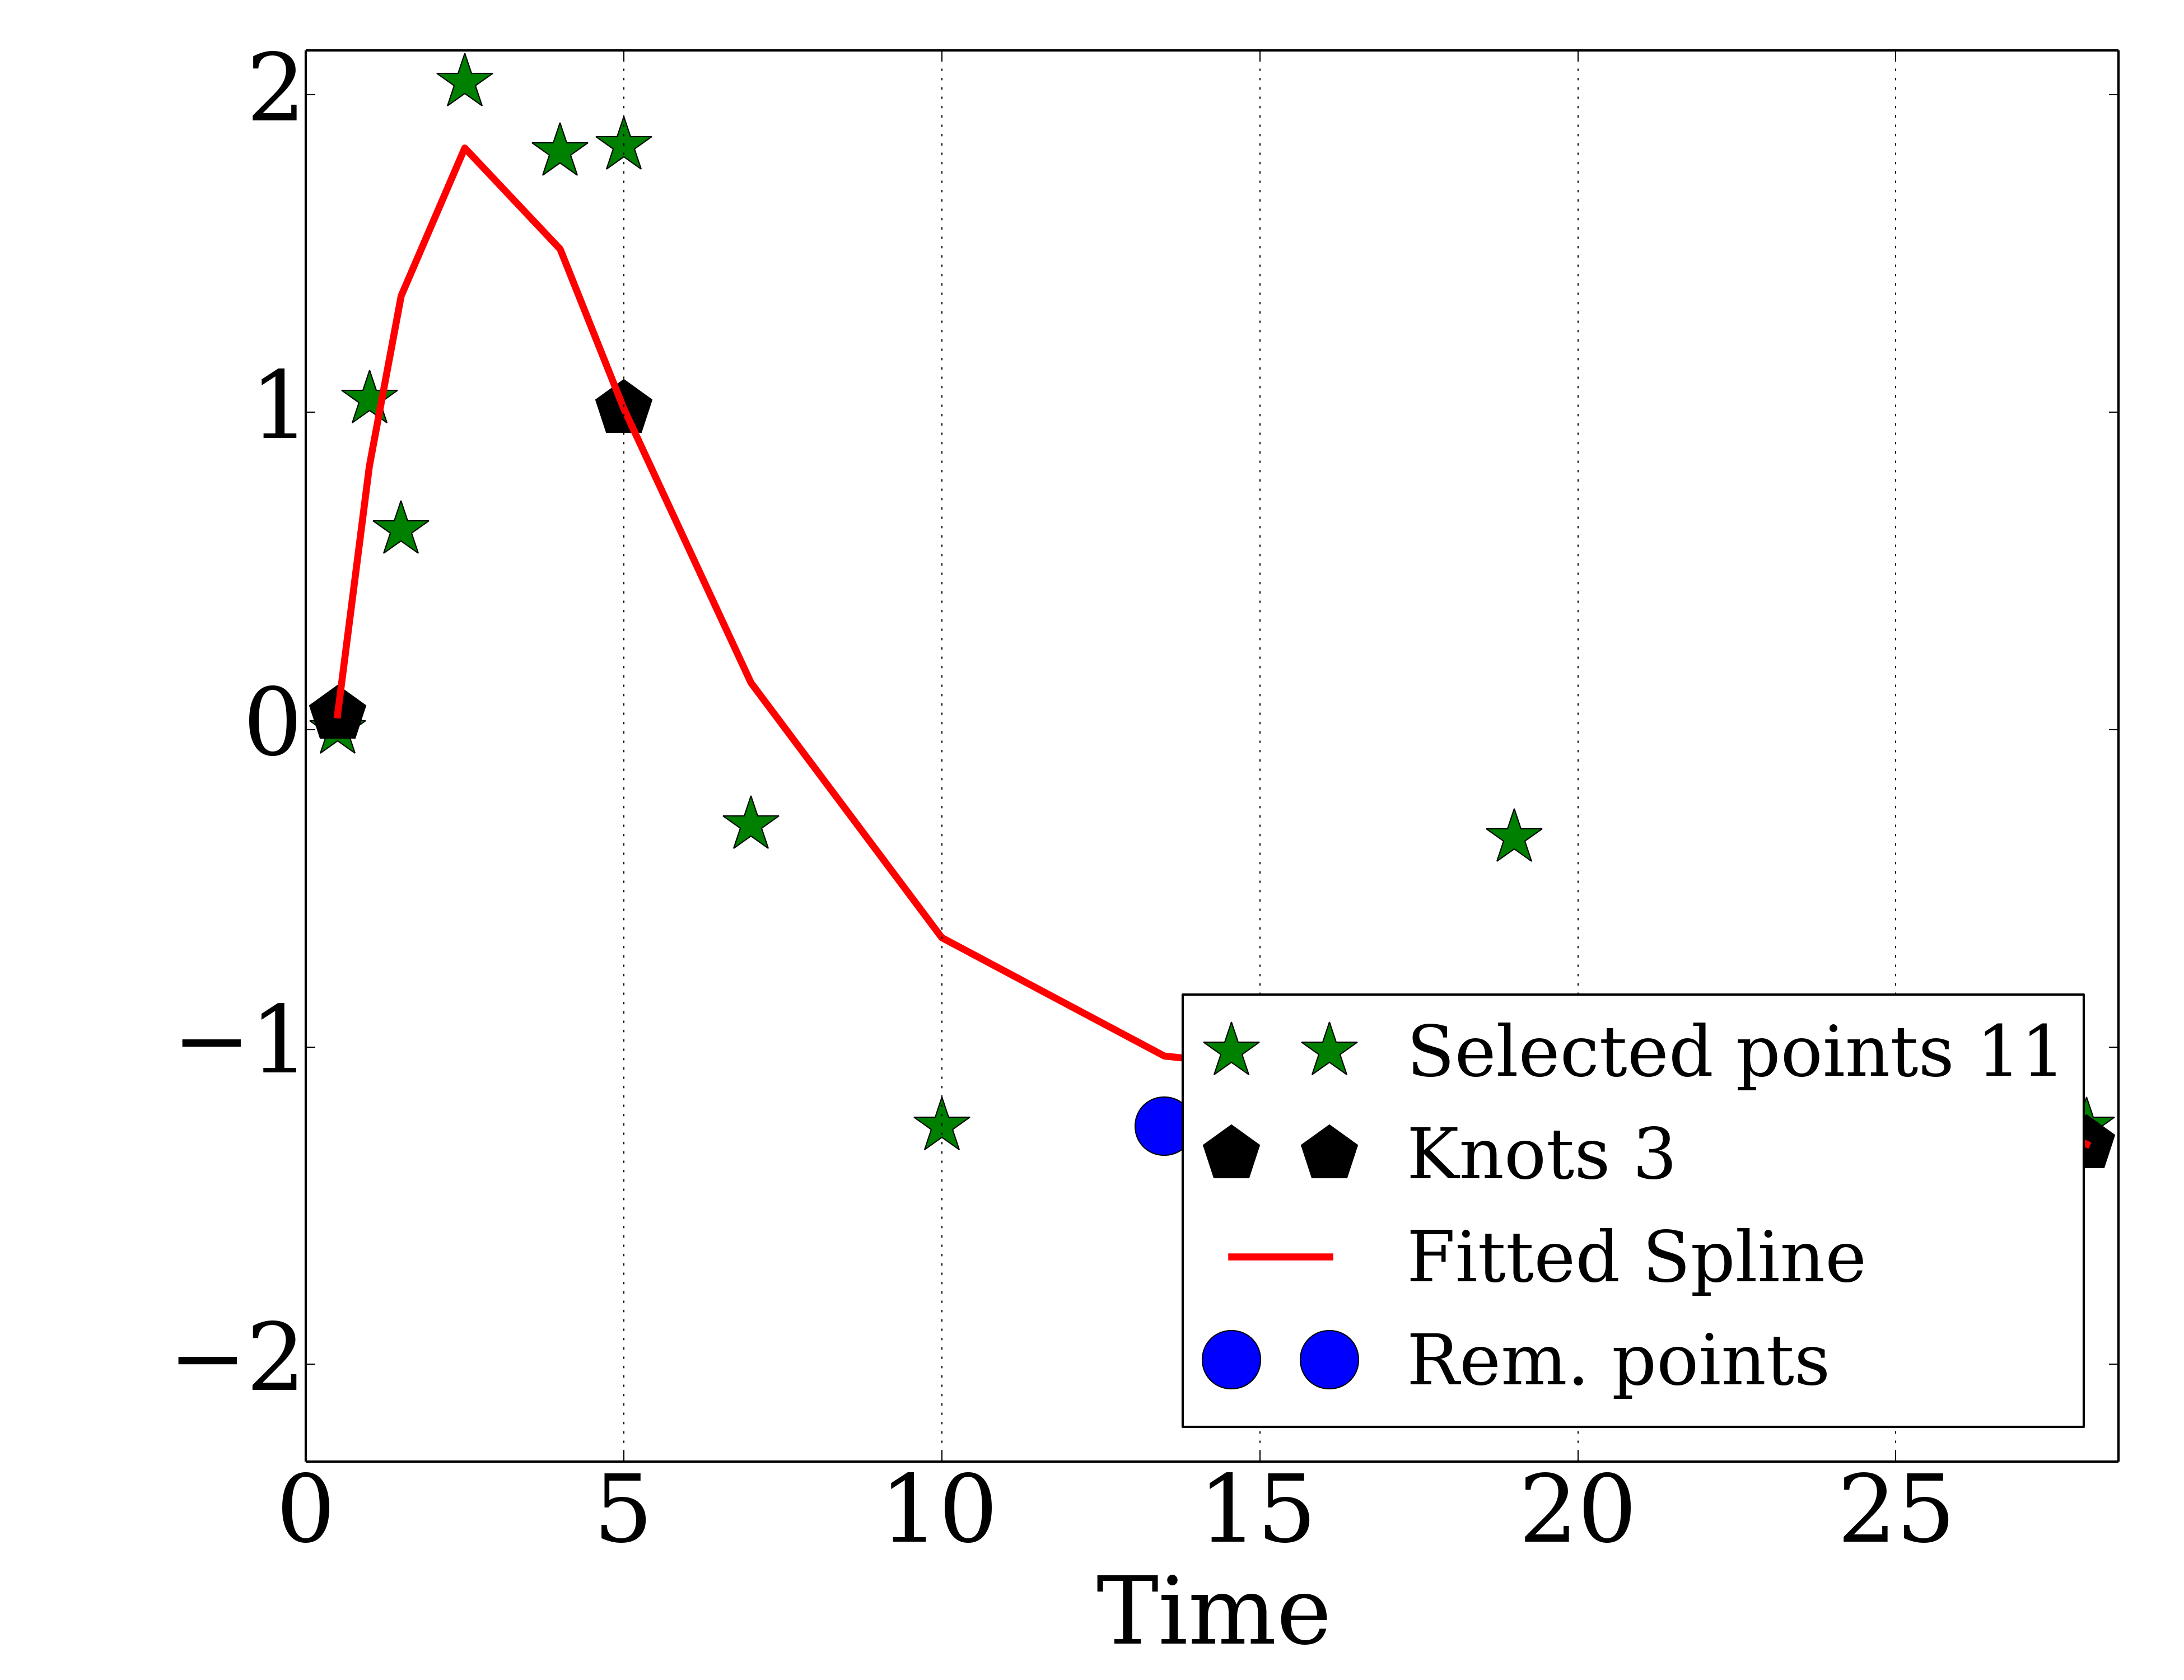 2
1
0
−1
−2
Selected points 11
Knots 3
Fitted Spline
Rem. points
0 5 10 15 20 25
Time